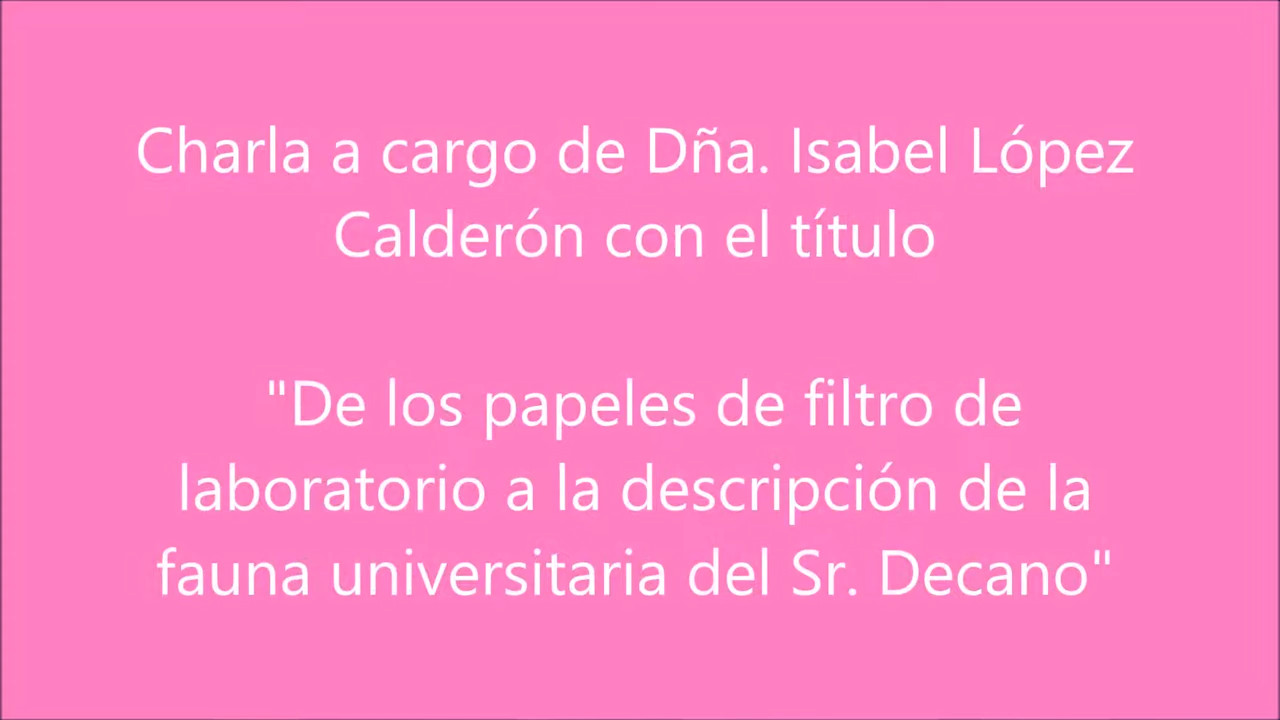 Charla a cargo de Dña. Isabel López
Calderón con el título
"De los papeles de filtro de
laboratorio a la descripción de la
fauna universitaria del Sr. Decano"